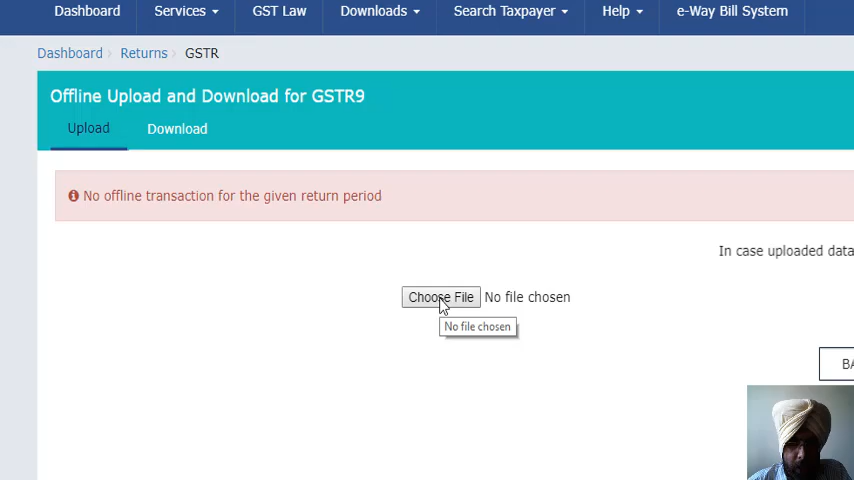 Dashboard Services GST Law Downloads Search Taxpayer Help e-Way Bill System
Dashboard › Returns › GSTR
Offline Upload and Download for GSTR9
Upload Download
No offline transaction for the given return period
In case uploaded data
Choose File No file chosen
No file chosen